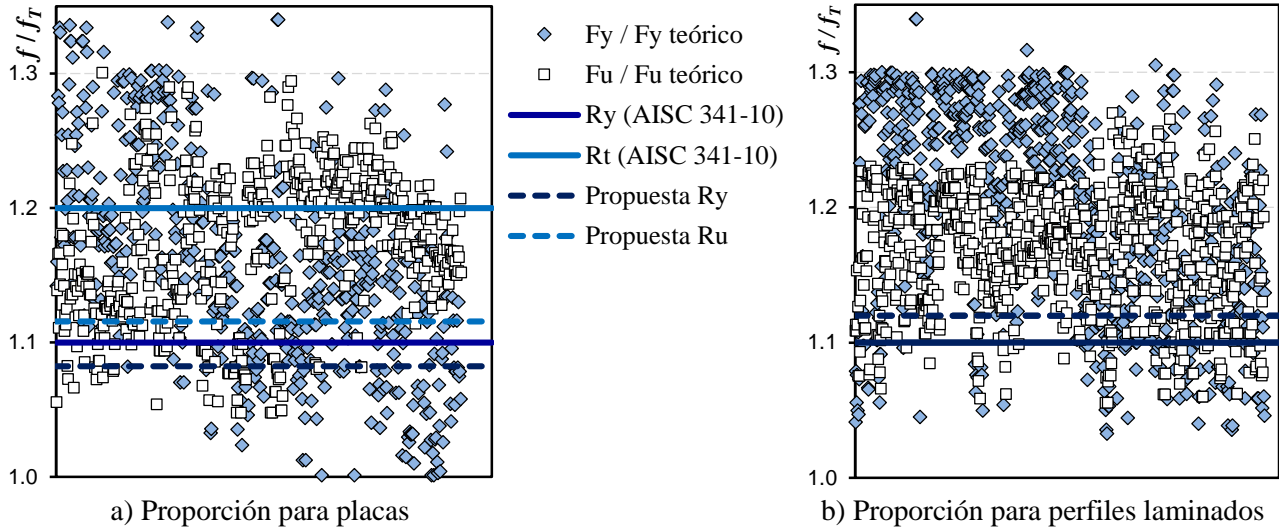 f / f_T
1.3
1.2
1.1
1.0
a) Proporción para placas
Fy / Fy teórico
Fu / Fu teórico
Ry (AISC 341-10)
Rt (AISC 341-10)
Propuesta Ry
Propuesta Ru
f / f_T
1.3
1.2
1.1
1.0
b) Proporción para perfiles laminados